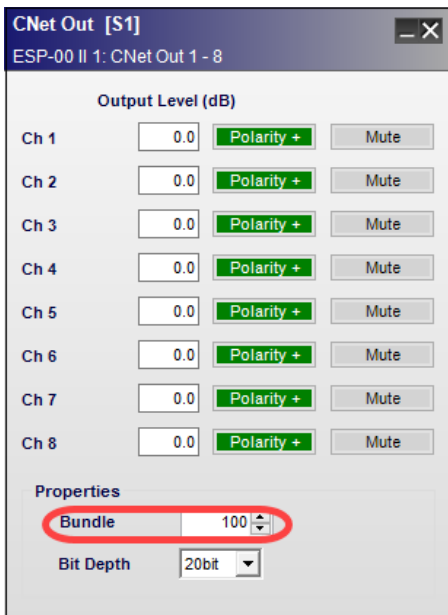 CNet Out [S1]
ESP-00 II 1: CNet Out 1 - 8
Output Level (dB)
Ch 1 0.0 Polarity + Mute
Ch 2 0.0 Polarity + Mute
Ch 3 0.0 Polarity + Mute
Ch 4 0.0 Polarity + Mute
Ch 5 0.0 Polarity + Mute
Ch 6 0.0 Polarity + Mute
Ch 7 0.0 Polarity + Mute
Ch 8 0.0 Polarity + Mute
Properties
Bundle 100
Bit Depth 20bit